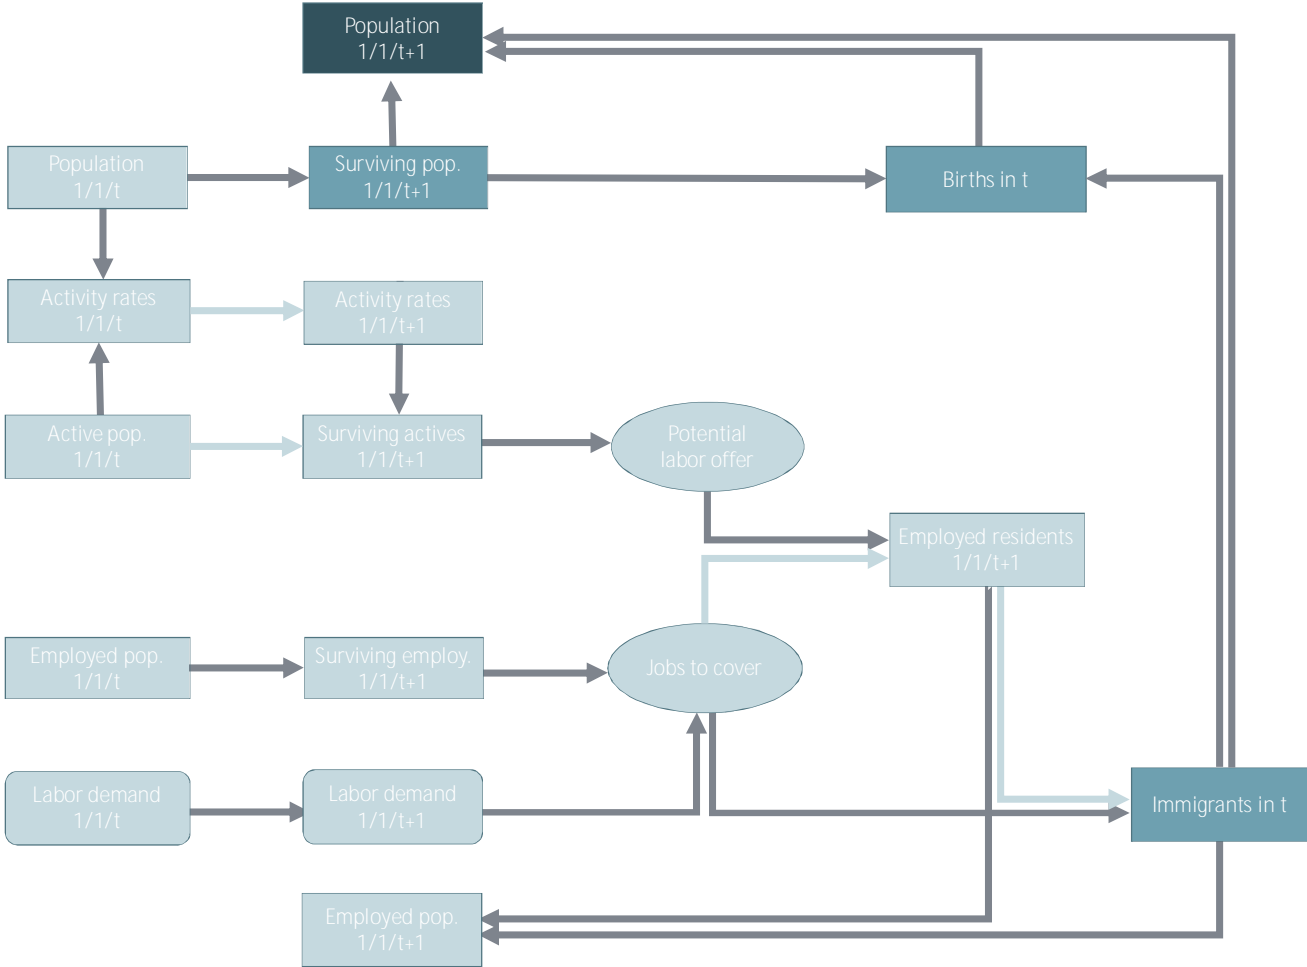 Population
1/1/t+1
Population
1/1/t
Surviving pop.
1/1/t+1
Births in t
Activity rates
1/1/t
Activity rates
1/1/t+1
Active pop.
1/1/t
Surviving actives
1/1/t+1
Potential
labor offer
Employed residents
1/1/t+1
Employed pop.
1/1/t
Surviving employ.
1/1/t+1
Jobs to cover
Labor demand
1/1/t
Labor demand
1/1/t+1
Immigrants in t
Employed pop.
1/1/t+1